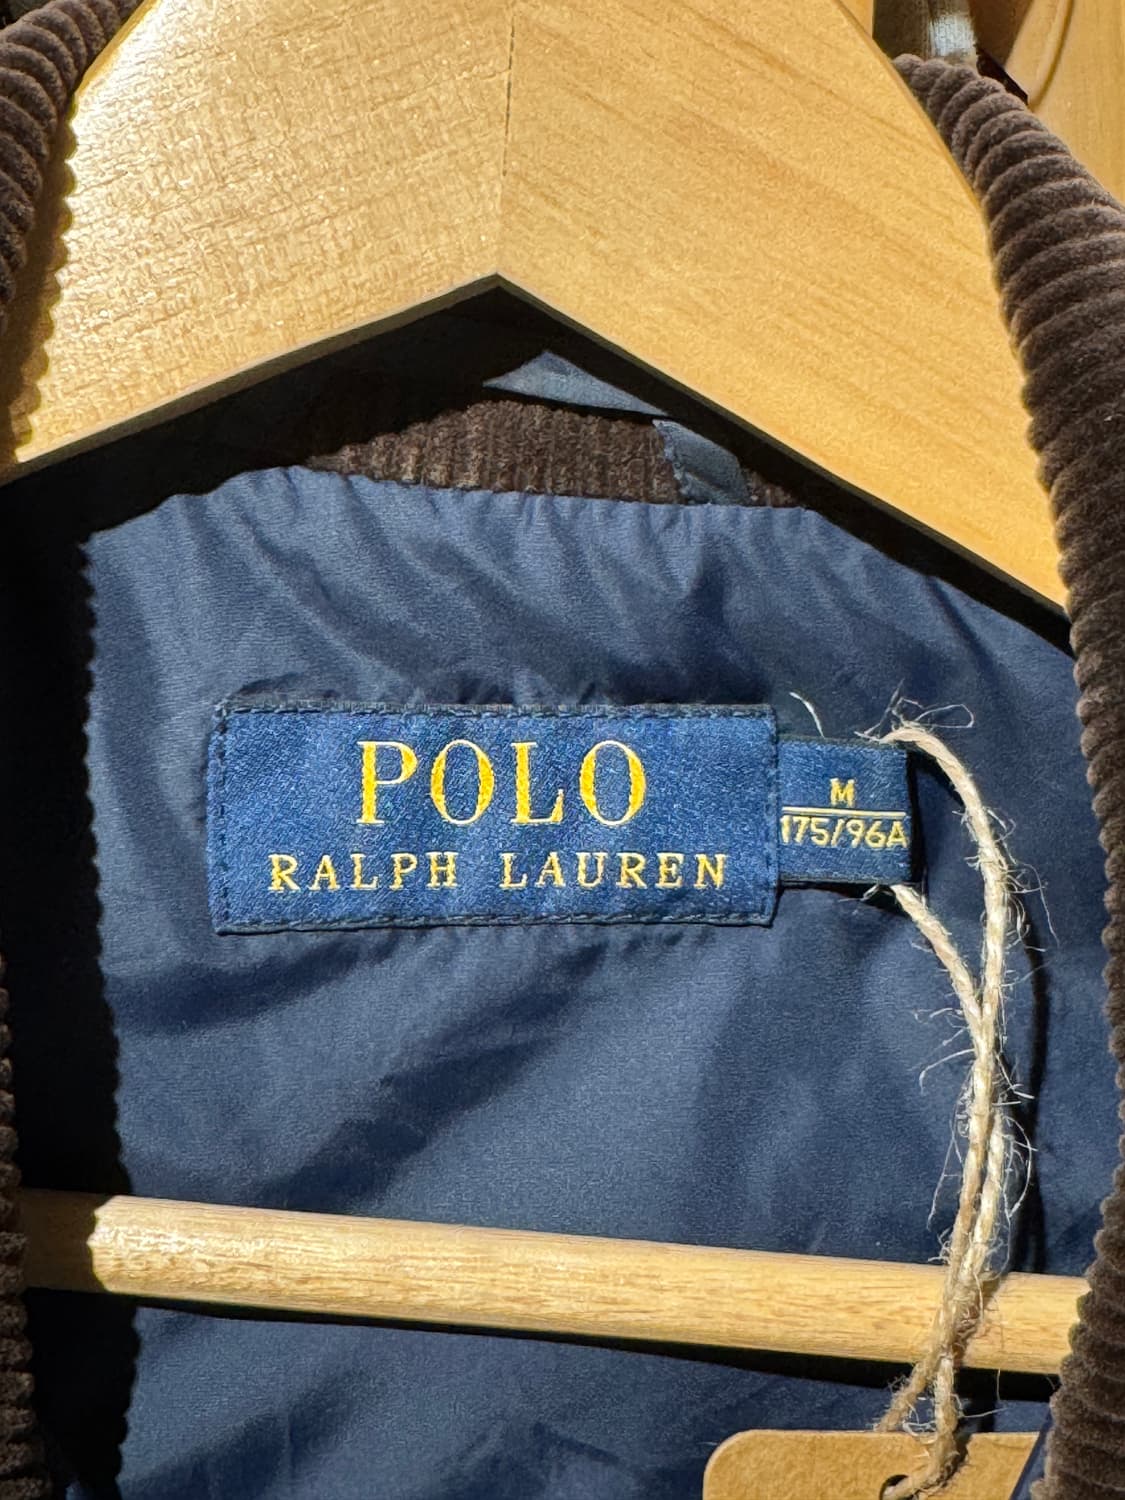 POLO
RALPH LAUREN
M
175/96A